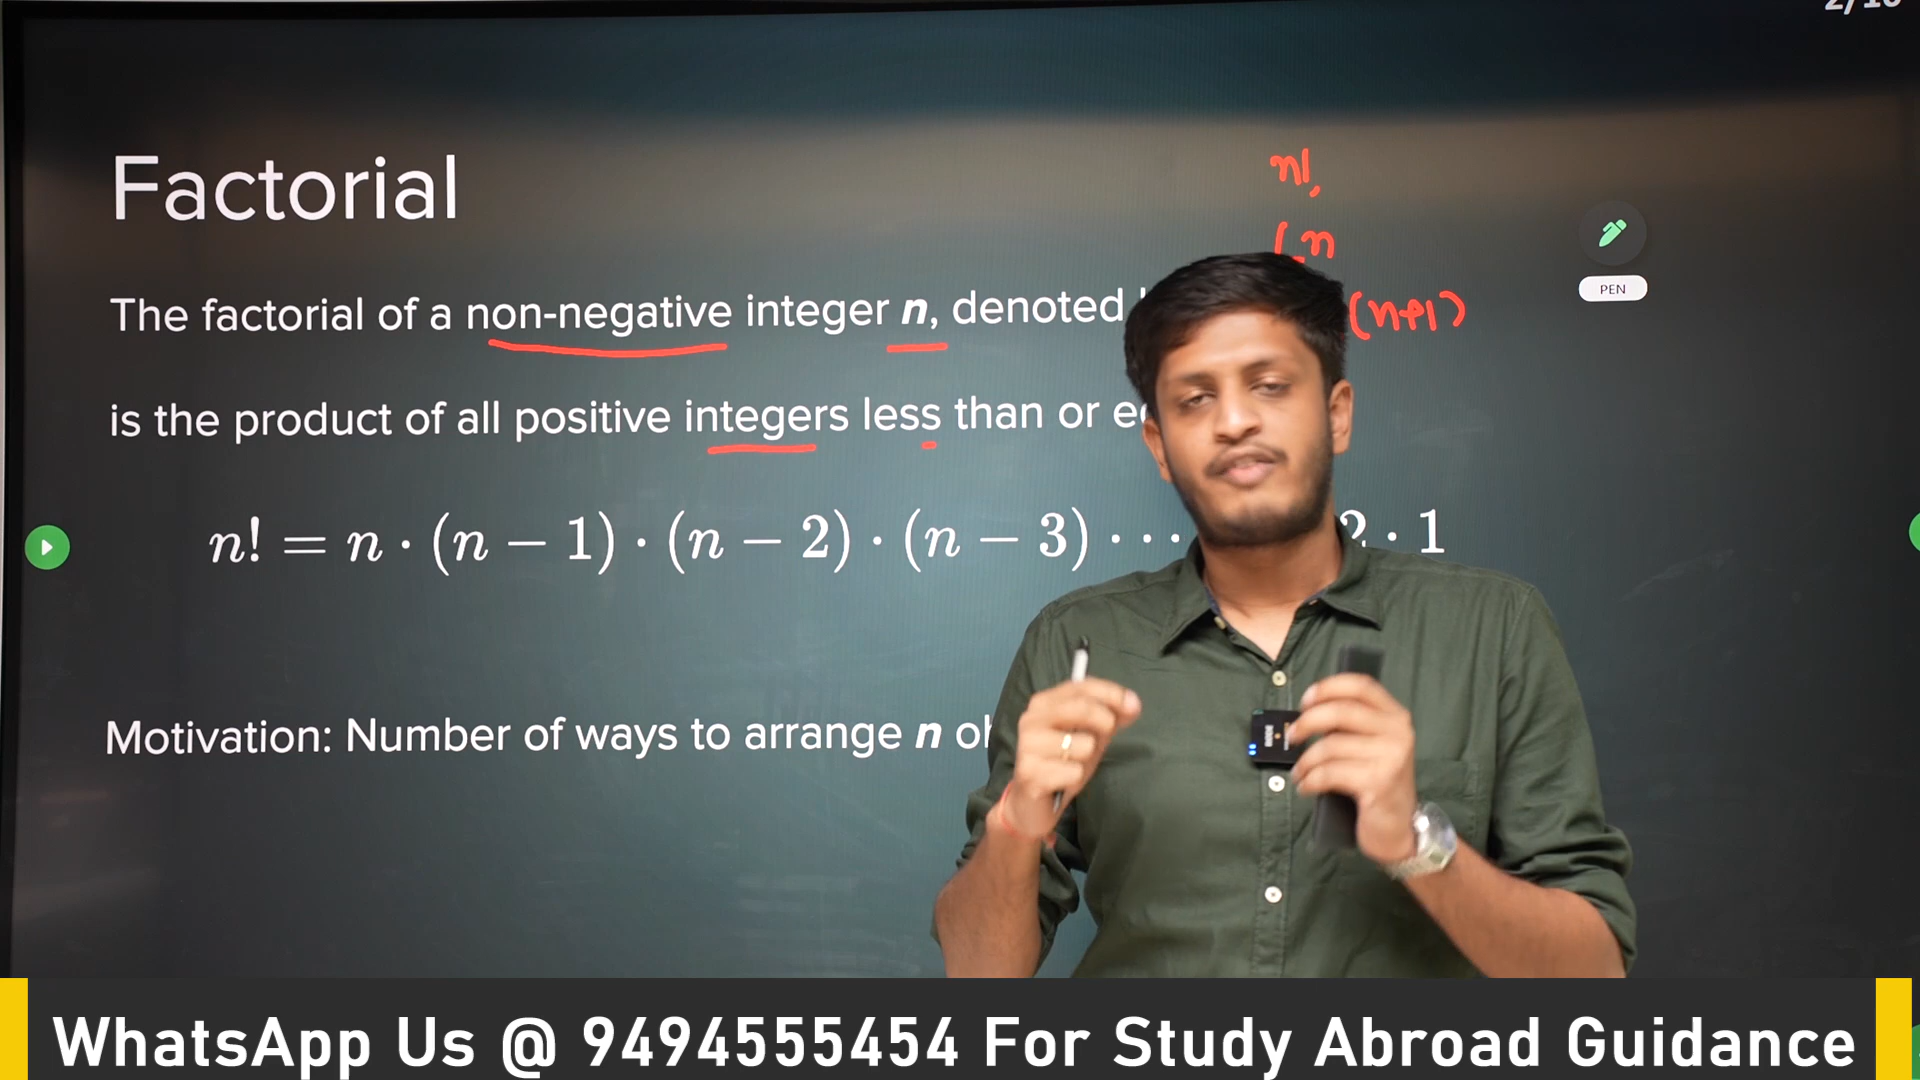 2/10
Factorial
n!,
n
The factorial of a non-negative integer n, denoted
(n+1)
PEN
is the product of all positive integers less than or
n! = n · (n − 1) · (n − 2) · (n − 3) · · · 2 · 1
Motivation: Number of ways to arrange n
WhatsApp Us @ 9494555454 For Study Abroad Guidance